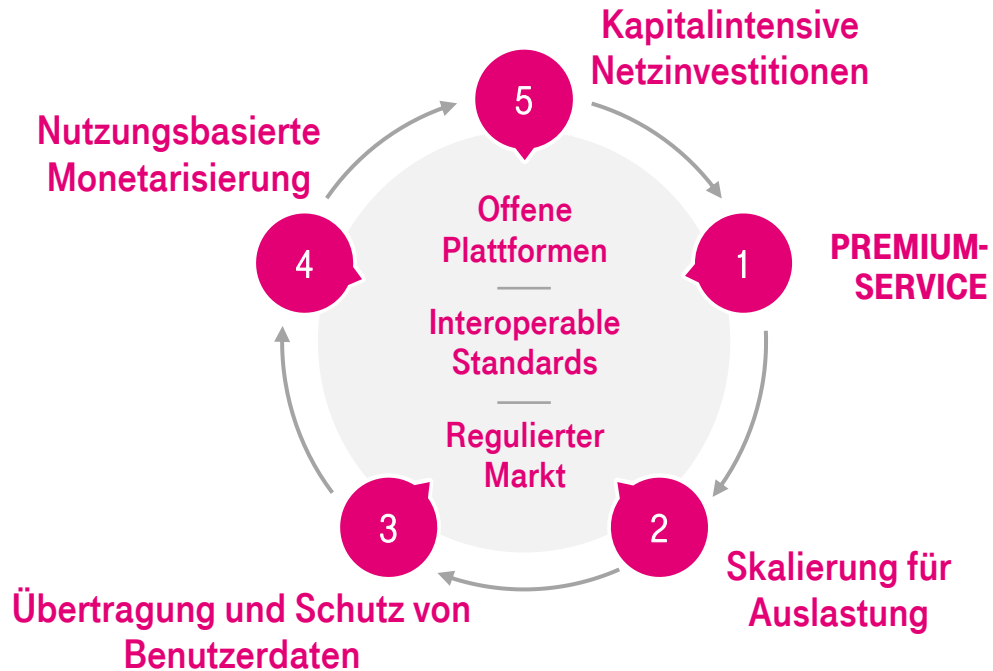 Kapitalintensive
Netzinvestitionen
5
Nutzungsbasierte
Monetarisierung
Offene
Plattformen
4
1
PREMIUM-
SERVICE
Interoperable
Standards
Regulierter
Markt
3
2
Skalierung für
Auslastung
Übertragung und Schutz von
Benutzerdaten